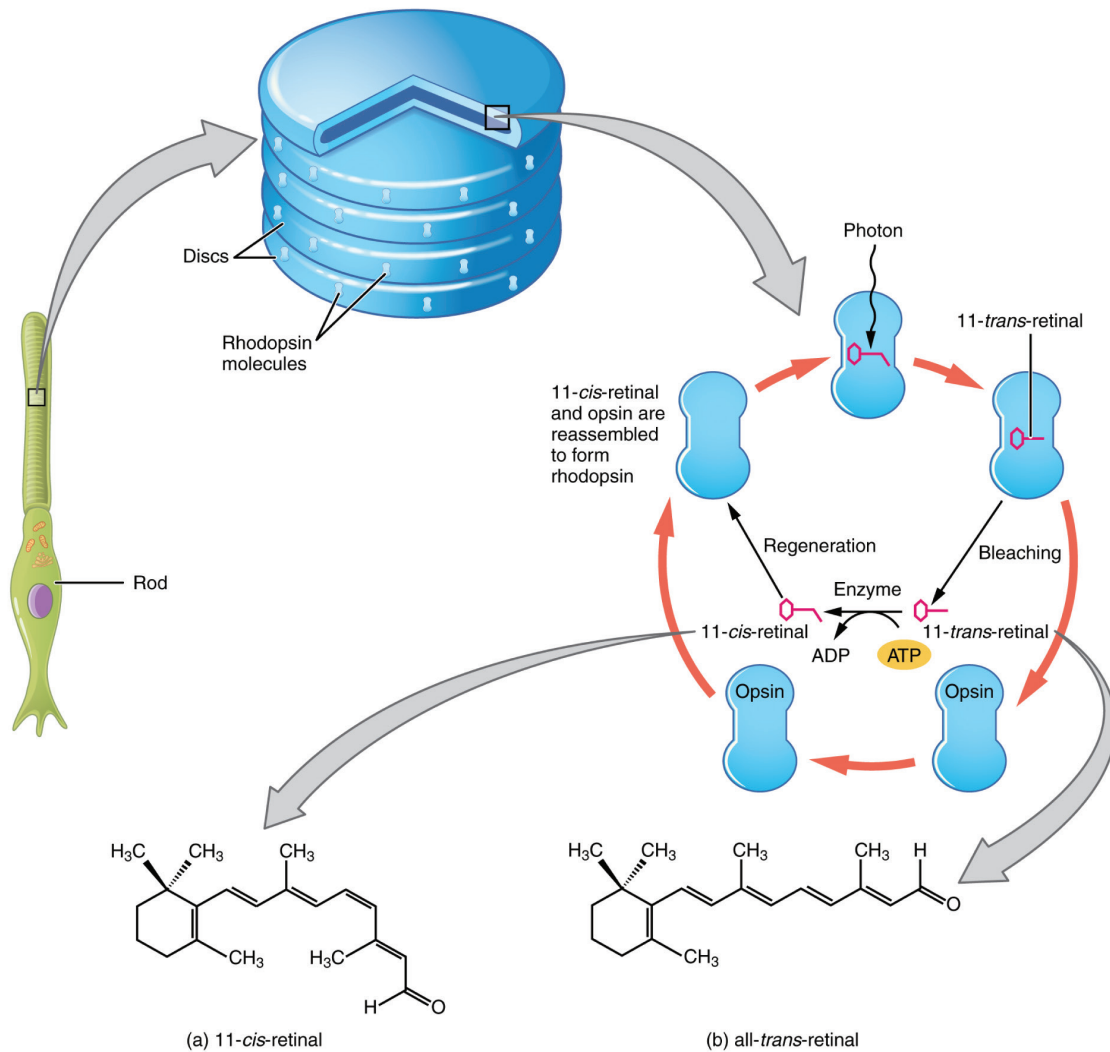 Discs
Rhodopsin
molecules
Rod
Photon
11-trans-retinal
11-cis-retinal
and opsin are
reassembled
to form
rhodopsin
Regeneration
Bleaching
Enzyme
11-cis-retinal
11-trans-retinal
ADP
ATP
Opsin
Opsin
H₃C
CH₃
CH₃
CH₃
H₃C
H
O
(a) 11-cis-retinal
H₃C
CH₃
CH₃
CH₃
H
CH₃
O
(b) all-trans-retinal